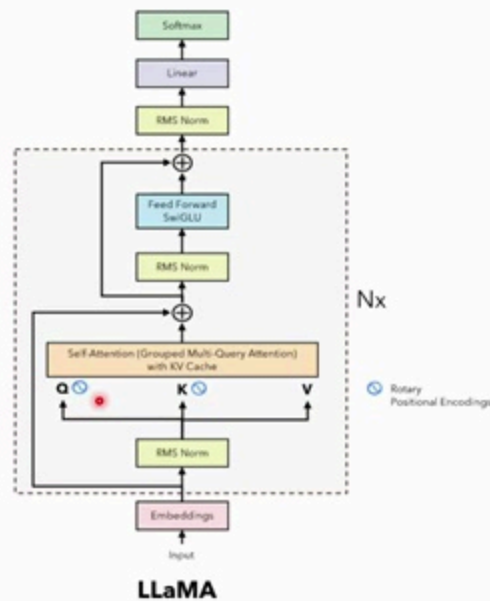 Softmax
Linear
RMS Norm
Feed Forward
SwiGLU
RMS Norm
Nx
Self-Attention (Grouped Multi-Query Attention)
with KV Cache
Q K V
Rotary
Positional Encodings
RMS Norm
Embeddings
Input
LLaMA